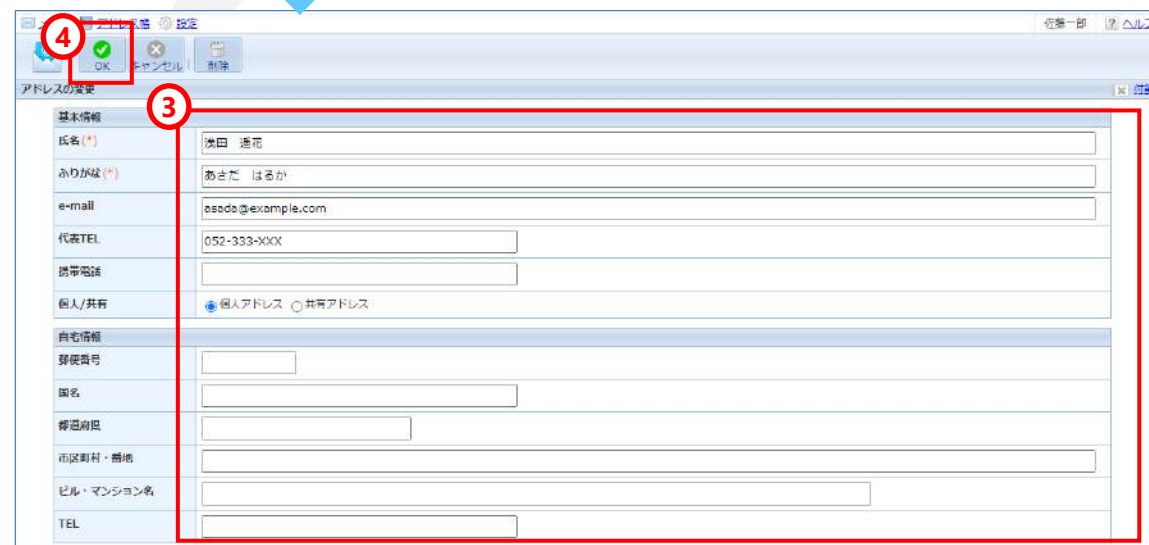 アドレス帳 設定 佐藤一郎 ヘルプ
④
OK キャンセル 削除
アドレスの変更
③
基本情報
氏名(*) 浅田 遥花
ふりがな(*) あさだ はるか
e-mail asada@example.com
代表TEL 052-333-XXX
携帯電話
個人/共有 個人アドレス 共有アドレス
自宅情報
郵便番号
国名
都道府県
市区町村・番地
ビル・マンション名
TEL